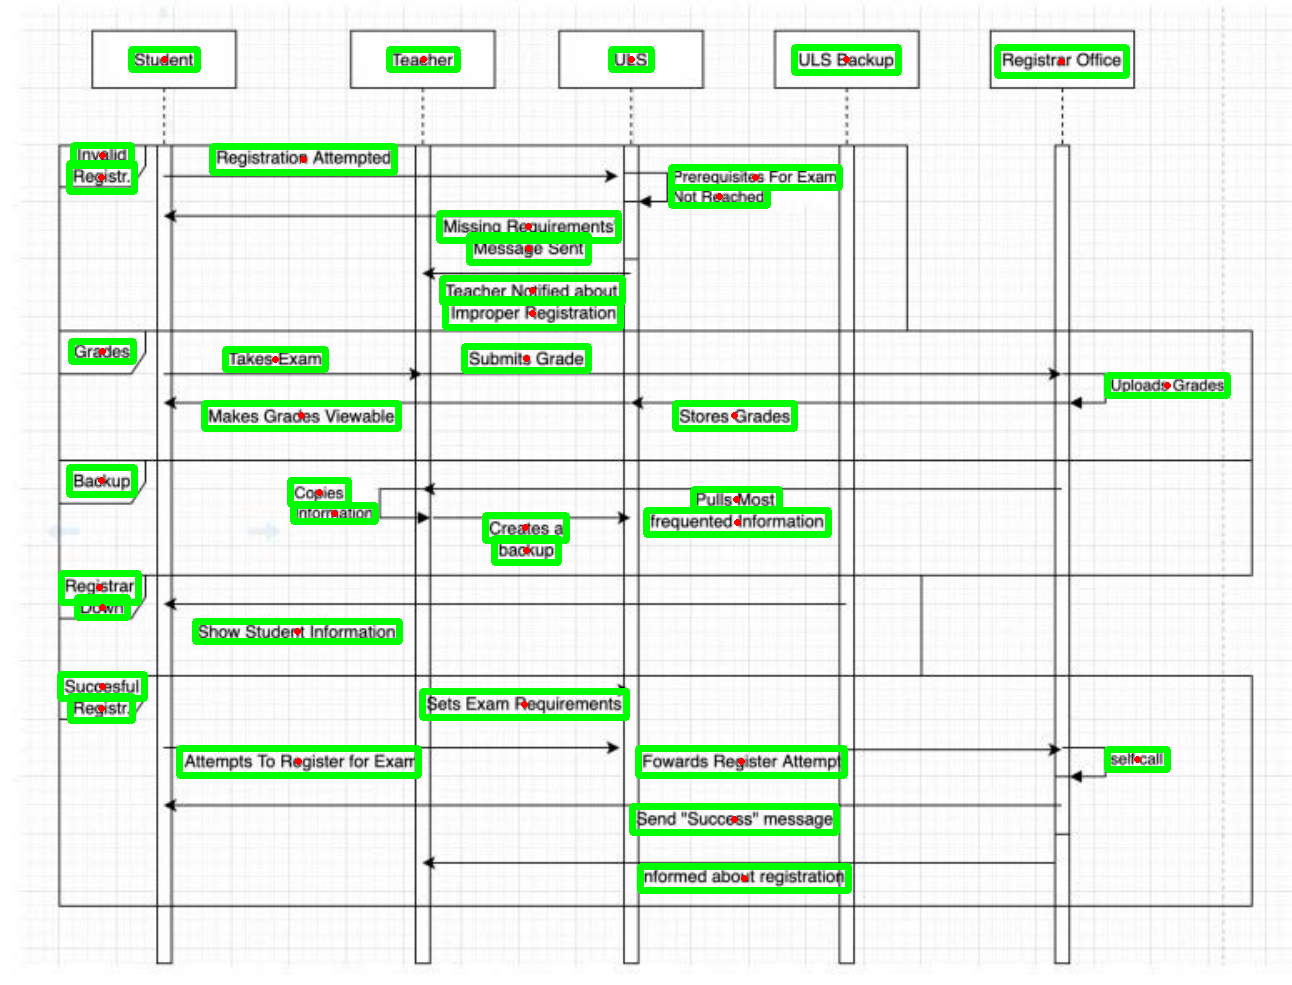 Student
Teacher
ULS
ULS Backup
Registrar Office
Invalid
Registr.
Registration Attempted
Prerequisites For Exam
Not Reached
Missing Requirements'
Message Sent
Teacher Notified about
Improper Registration
Grades
Takes Exam
Submits Grade
Uploads Grades
Makes Grades Viewable
Stores Grades
Backup
Copies
Information
Pulls Most
frequented Information
Creates a
backup
Registrar
Down
Show Student Information
Succesful
Registr.
Sets Exam Requirements
Attempts To Register for Exam
Fowards Register Attempt
self call
Send "Success" message
nformed about registration